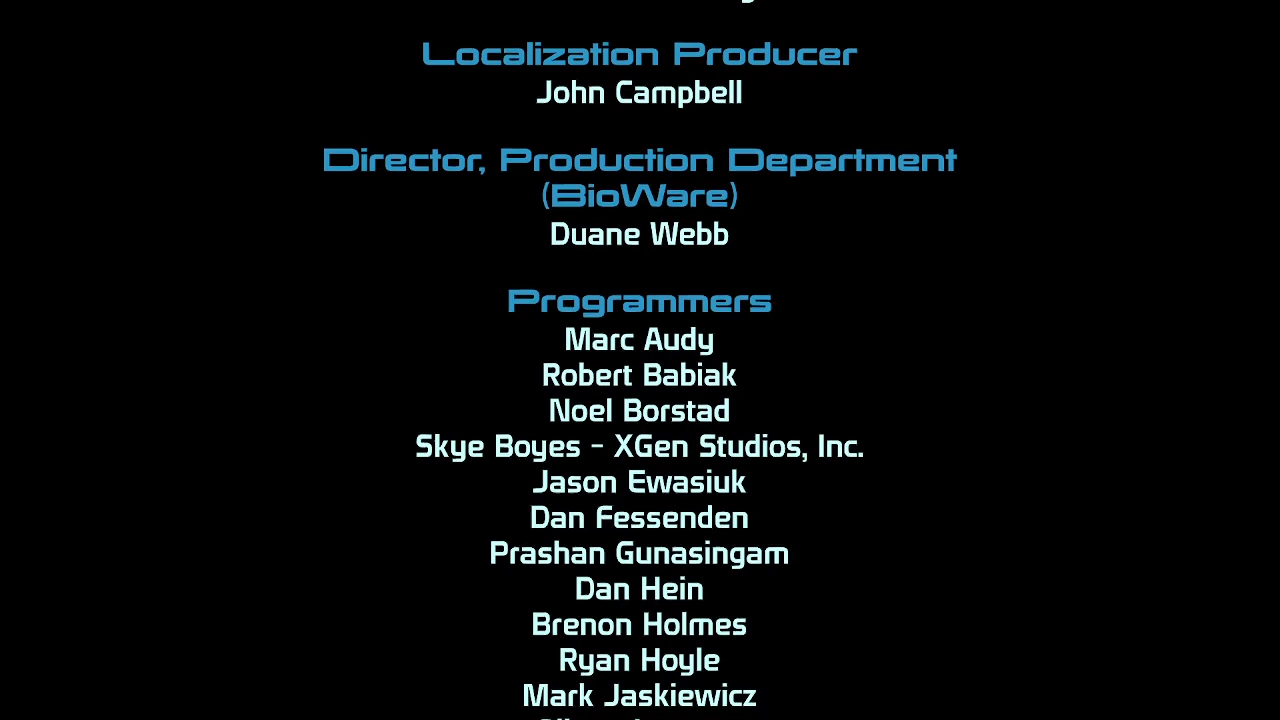 Localization Producer
John Campbell
Director, Production Department
(BioWare)
Duane Webb
Programmers
Marc Audy
Robert Babiak
Noel Borstad
Skye Boyes - XGen Studios, Inc.
Jason Ewasiuk
Dan Fessenden
Prashan Gunasingam
Dan Hein
Brenon Holmes
Ryan Hoyle
Mark Jaskiewicz